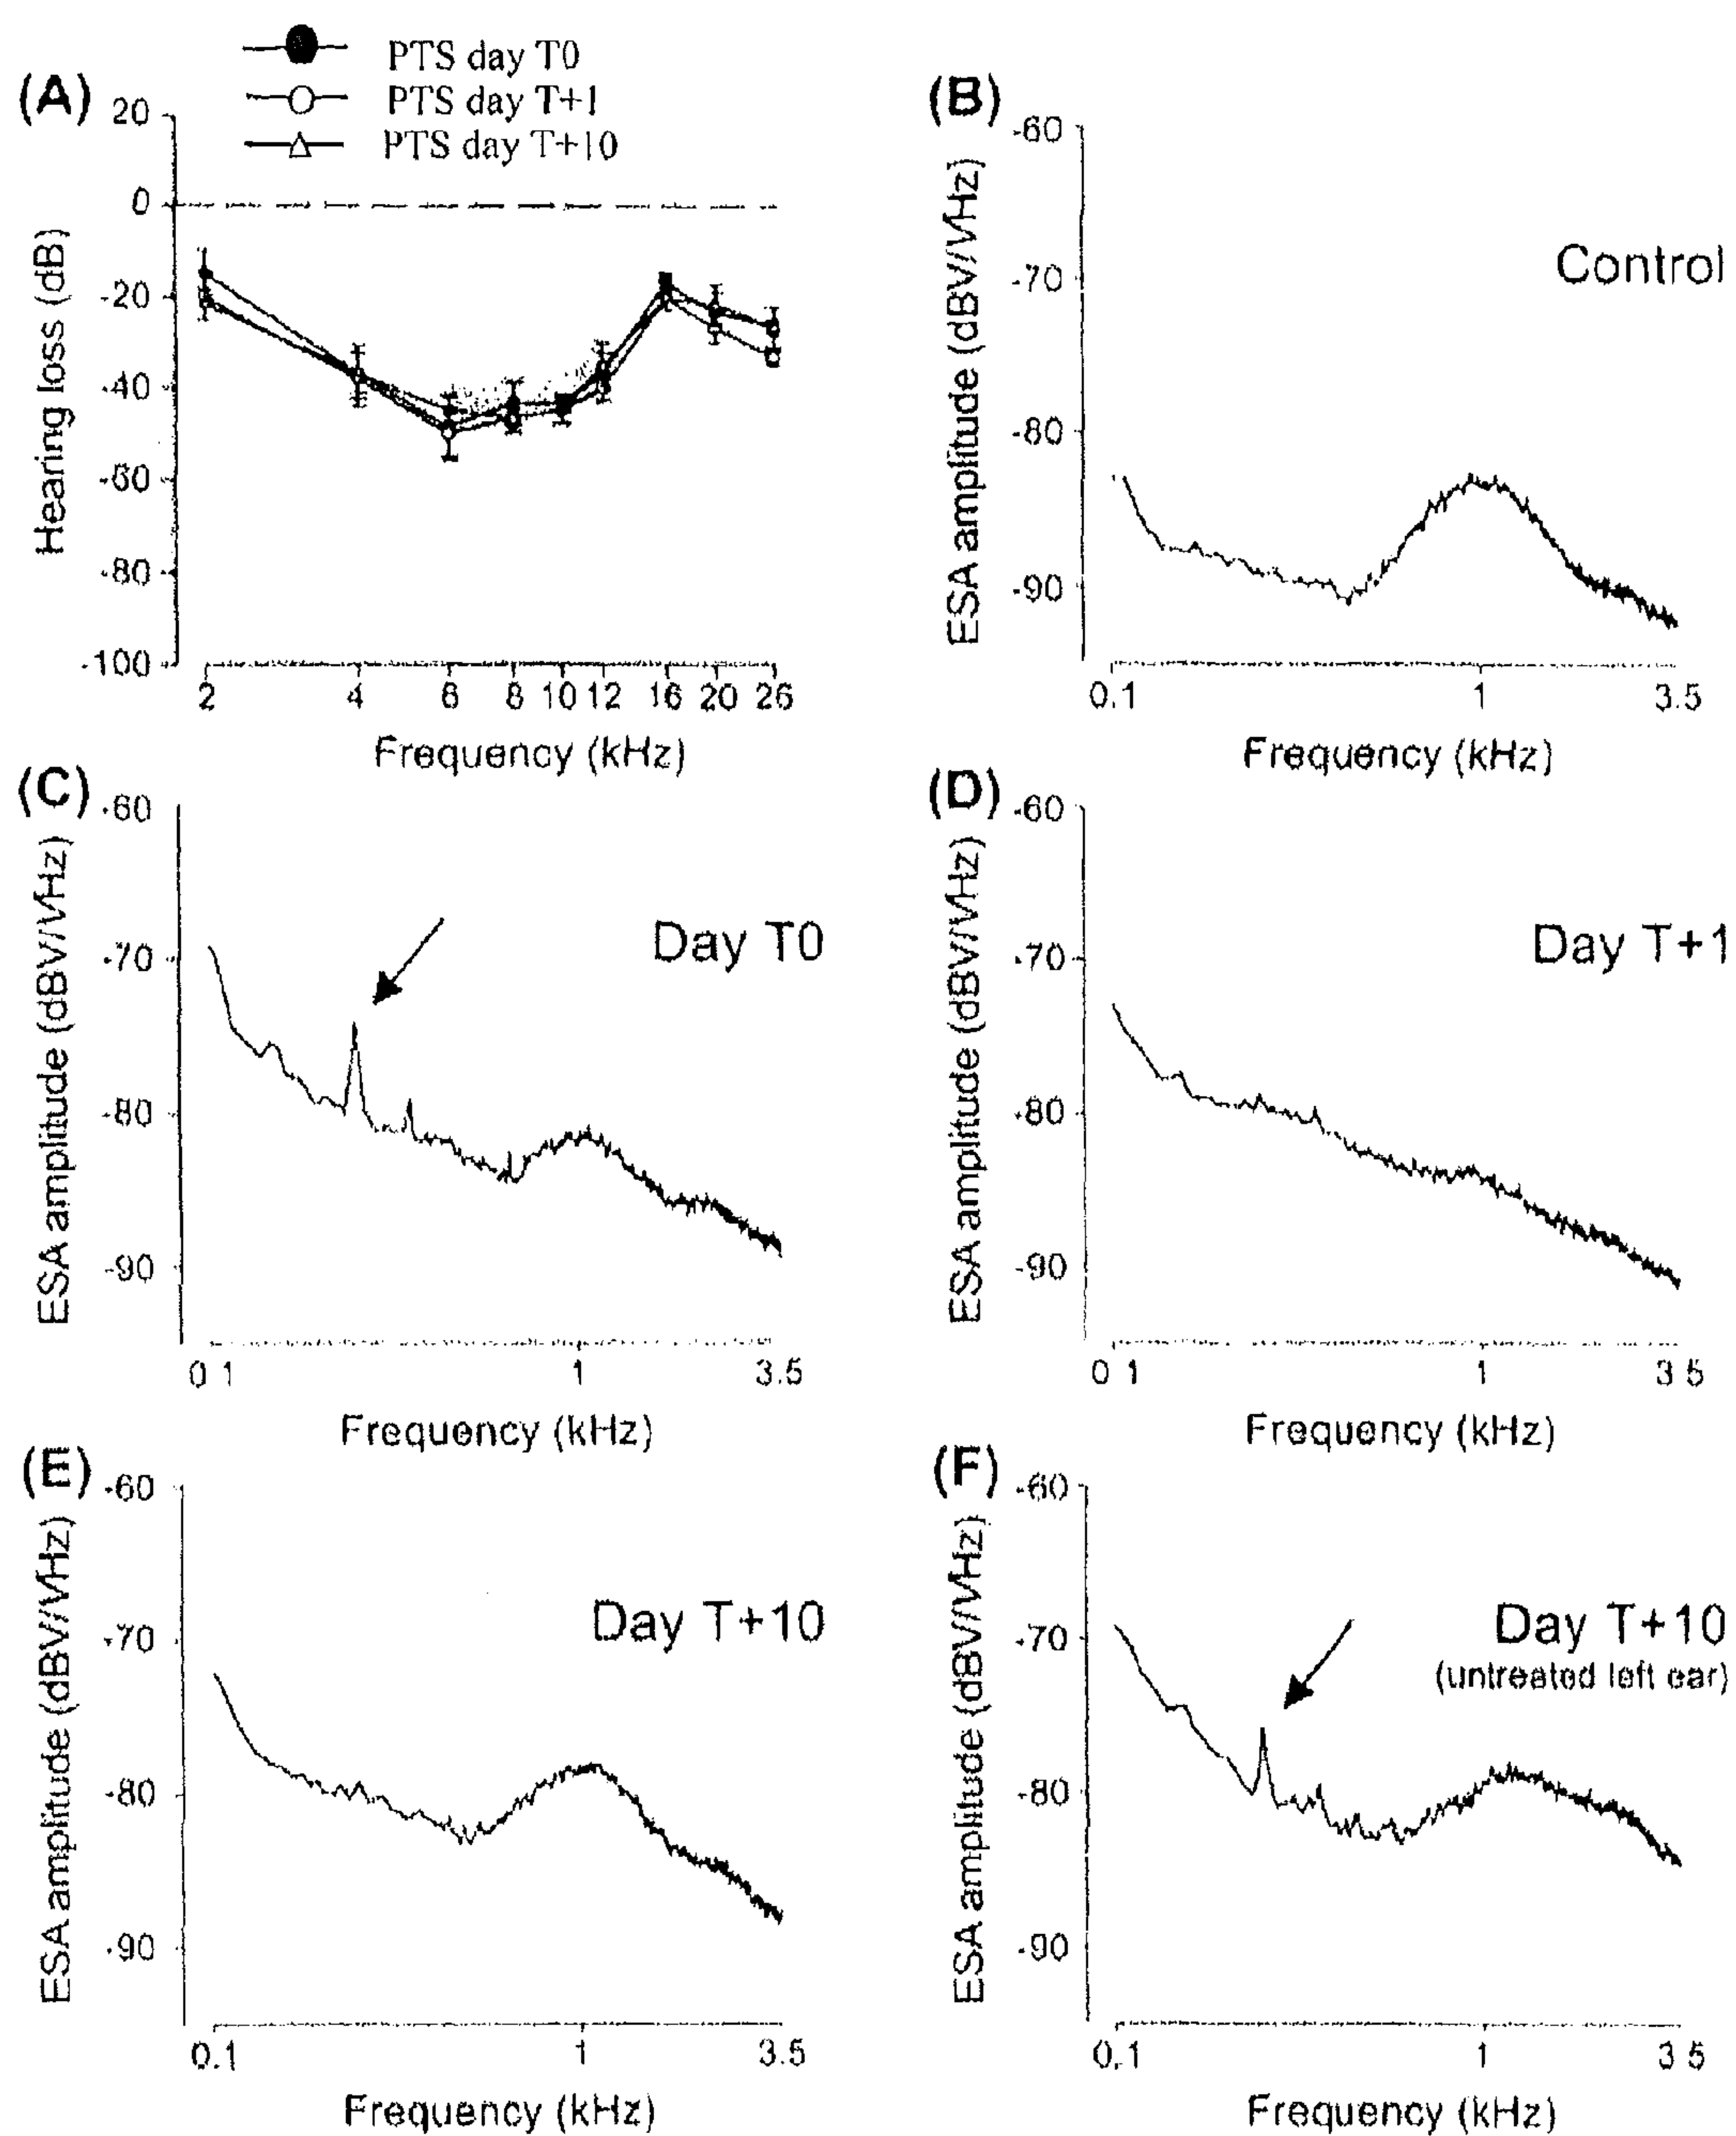 PTS day T0
PTS day T+1
PTS day T+10
(A)
20
0
-20
-40
-60
-80
-100
Hearing loss (dB)
2 4 6 8 10 12 16 20 26
Frequency (kHz)
(B)
-60
-70
-80
-90
ESA amplitude (dBV/√Hz)
Control
0.1 1 3.5
Frequency (kHz)
(C)
-60
-70
-80
-90
ESA amplitude (dBV/√Hz)
Day T0
0 1 1 3.5
Frequency (kHz)
(D)
-60
-70
-80
-90
ESA amplitude (dBV/√Hz)
Day T+1
0 1 1 3 5
Frequency (kHz)
(E)
-60
-70
-80
-90
ESA amplitude (dBV/√Hz)
Day T+10
0.1 1 3.5
Frequency (kHz)
(F)
-60
-70
-80
-90
ESA amplitude (dBV/√Hz)
Day T+10
(untreated left ear)
0.1 1 3 5
Frequency (kHz)